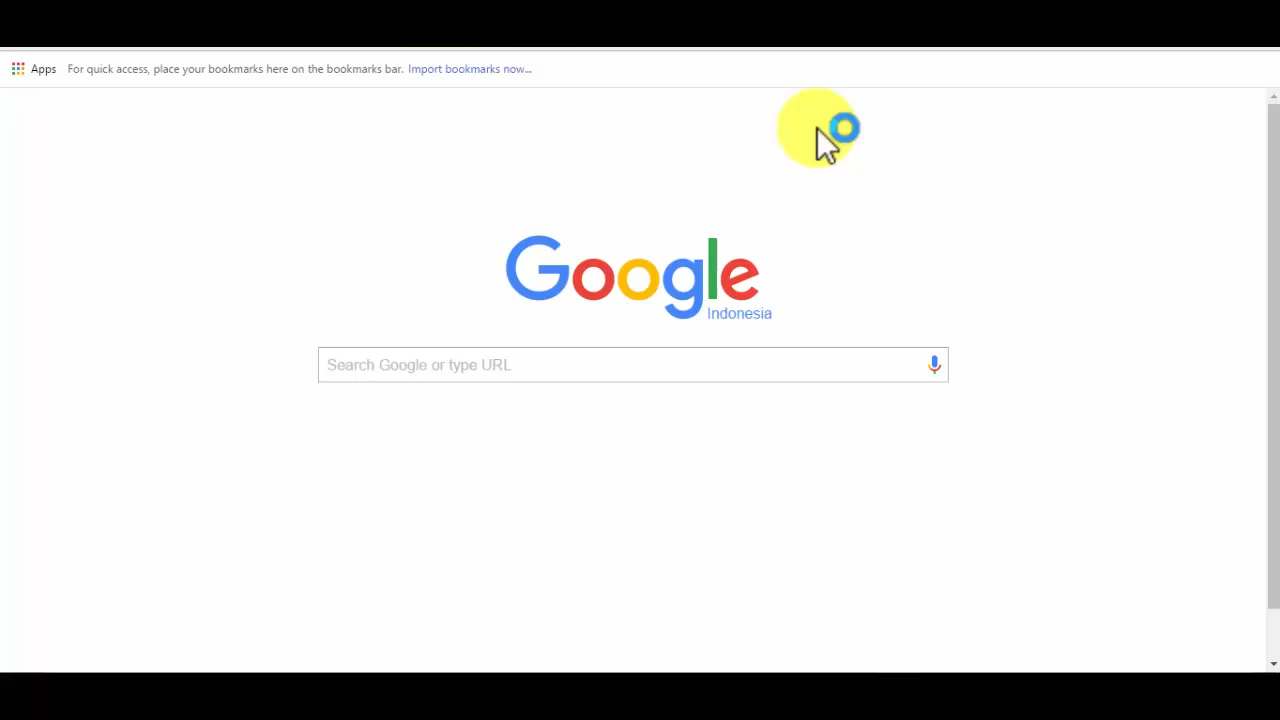 Apps For quick access, place your bookmarks here on the bookmarks bar. Import bookmarks now...
Google
Indonesia
Search Google or type URL